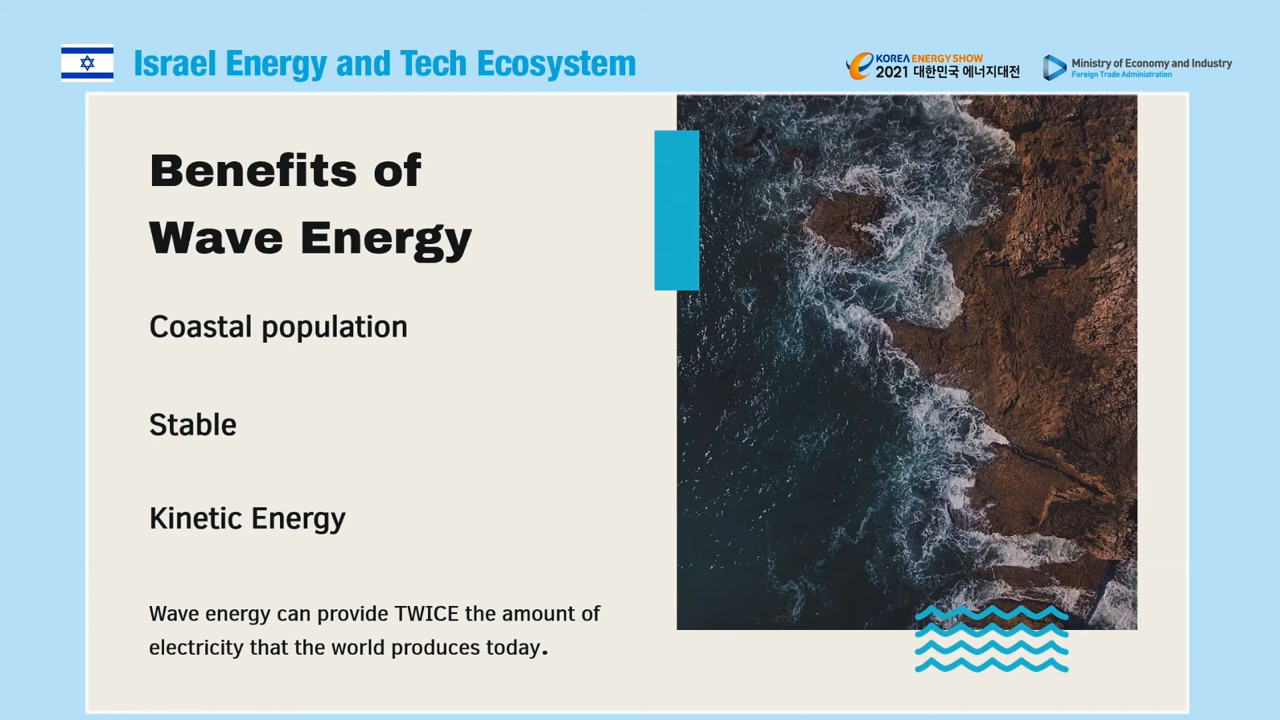 Israel Energy and Tech Ecosystem
KOREA ENERGY SHOW
2021 대한민국 에너지대전
Ministry of Economy and Industry
Foreign Trade Administration
Benefits of
Wave Energy
Coastal population
Stable
Kinetic Energy
Wave energy can provide TWICE the amount of
electricity that the world produces today.